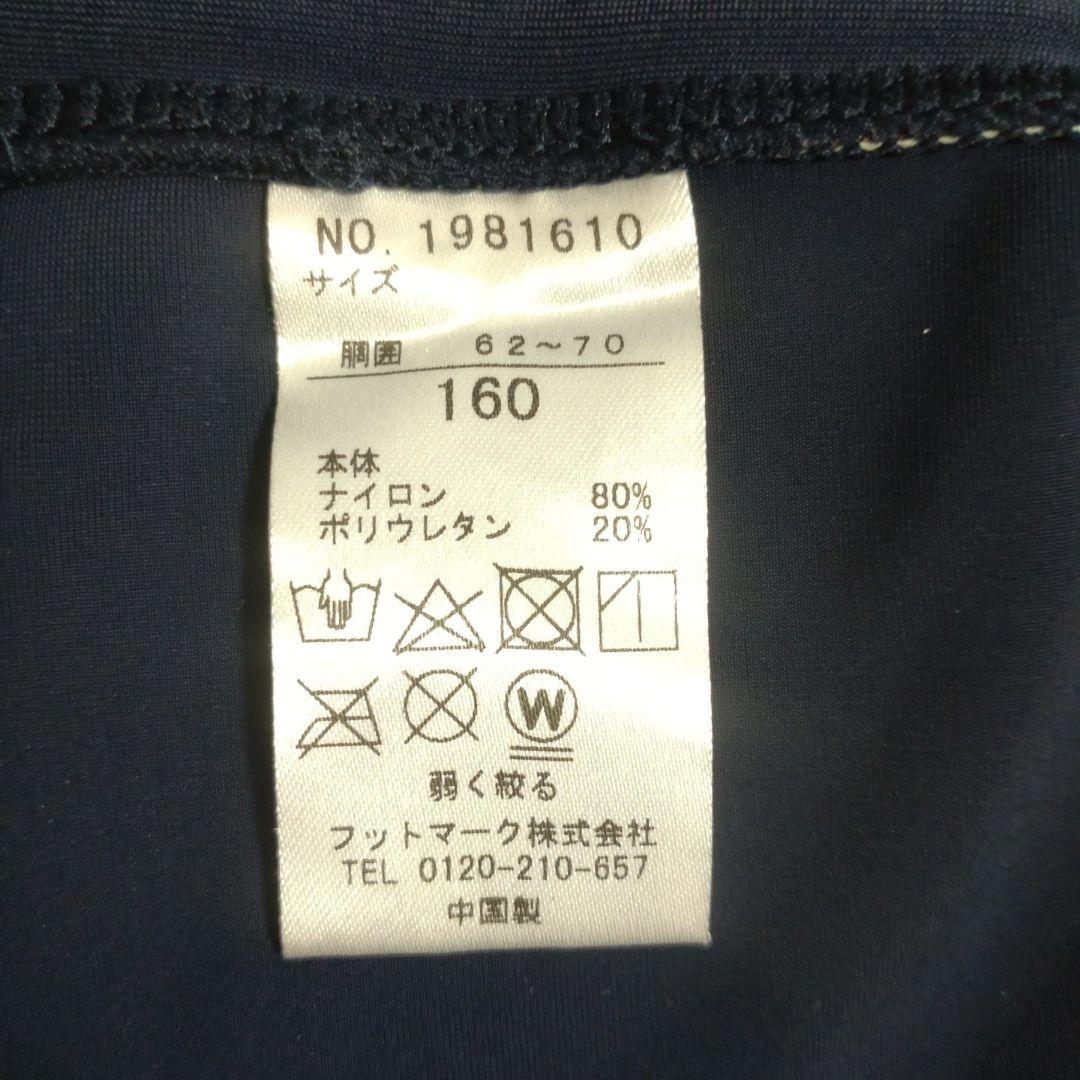 NO. 1981610
サイズ
胴囲 62〜70
160
本体
ナイロン 80%
ポリウレタン 20%
W
弱く絞る
フットマーク株式会社
TEL 0120-210-657
中国製